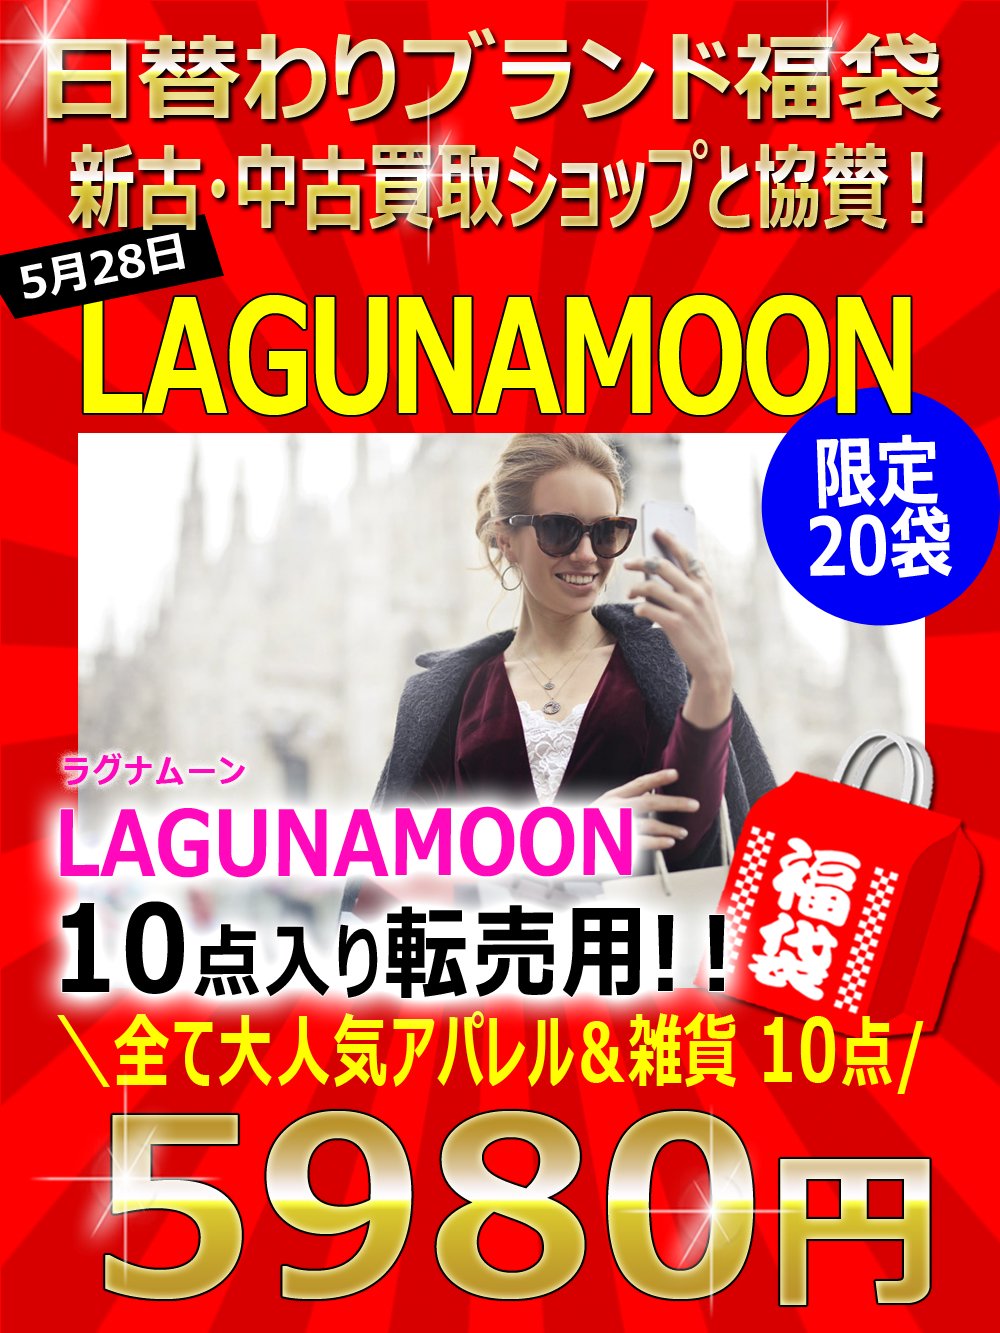 日替わりブランド福袋
新古・中古買取ショップと協賛！
5月28日
LAGUNAMOON
限定
20袋
ラグナムーン
LAGUNAMOON
10点入り転売用！！
福袋
＼全て大人気アパレル＆雑貨 10点/
5980円